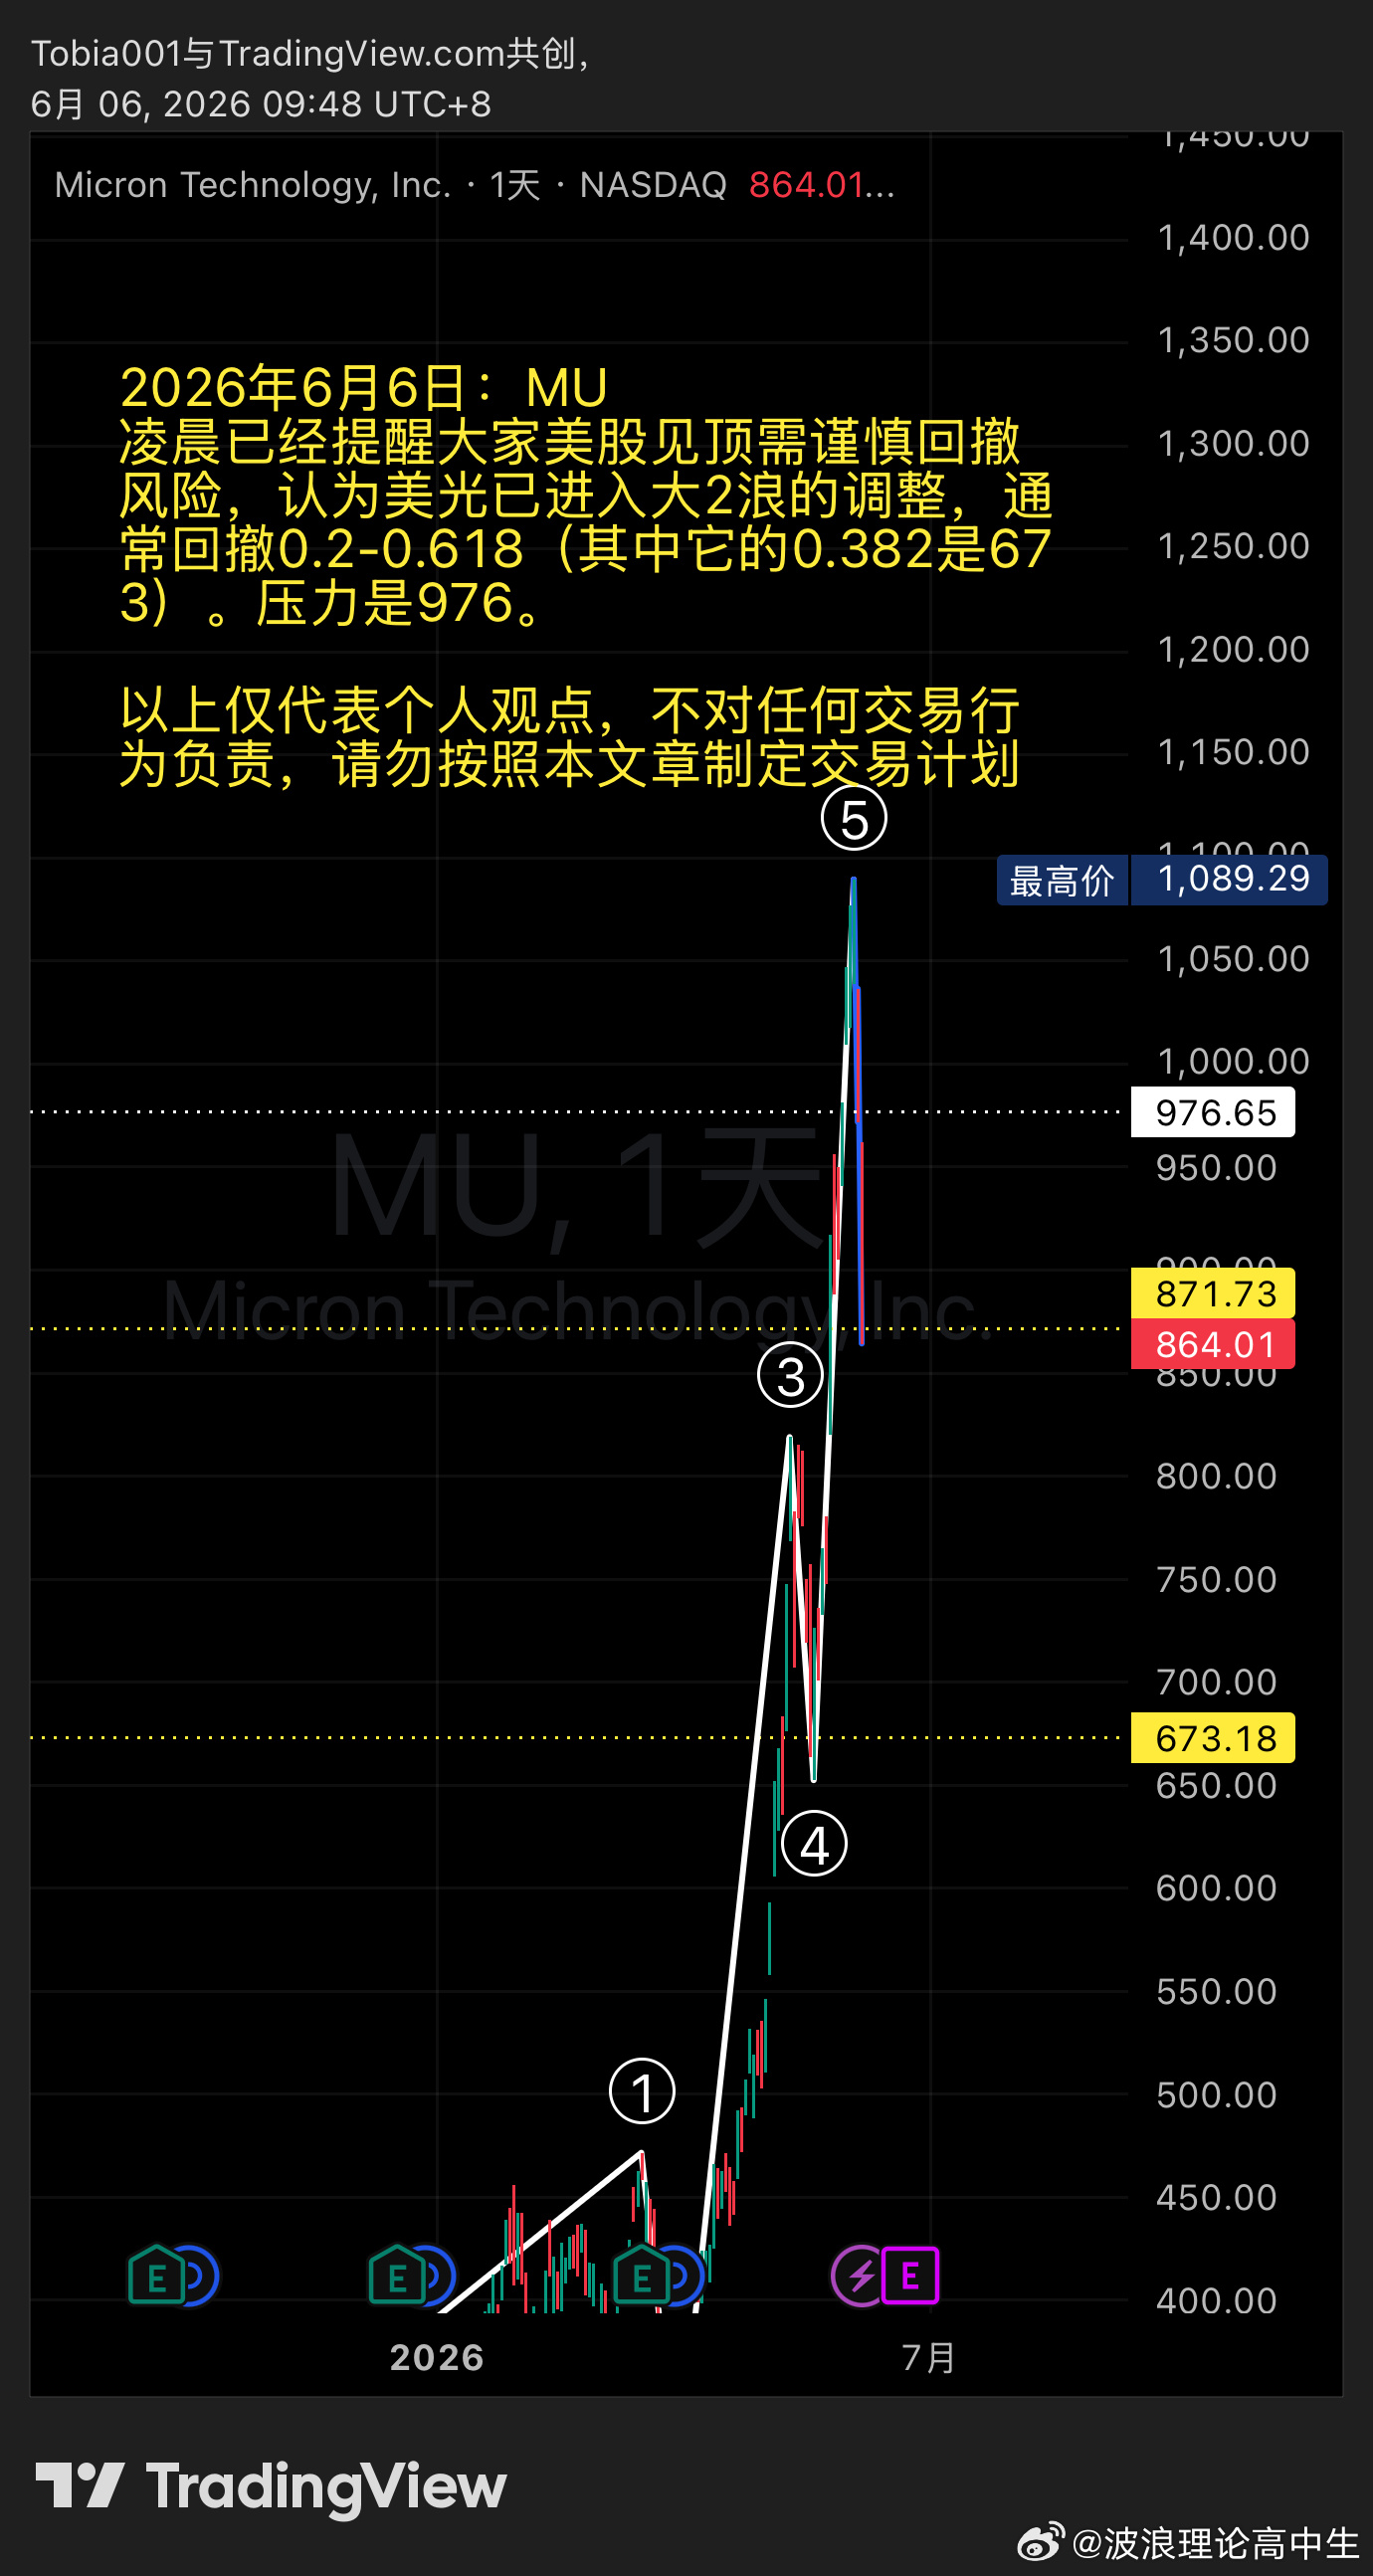 Tobia001与TradingView.com共创,
6月 06, 2026 09:48 UTC+8
1,450.00
Micron Technology, Inc. · 1天 · NASDAQ 864.01...
1,400.00
1,350.00
2026年6月6日：MU
凌晨已经提醒大家美股见顶需谨慎回撤
风险，认为美光已进入大2浪的调整，通
常回撤0.2-0.618（其中它的0.382是67
3）。压力是976。
1,300.00
1,250.00
1,200.00
以上仅代表个人观点，不对任何交易行
为负责，请勿按照本文章制定交易计划
1,150.00
⑤
1,100.00
最高价 1,089.29
1,050.00
1,000.00
976.65
MU, 1天
950.00
Micron Technology, Inc.
900.00
871.73
864.01
850.00
③
800.00
750.00
700.00
673.18
650.00
④
600.00
550.00
①
500.00
450.00
E
E
E
E
400.00
2026
7月
TradingView
@波浪理论高中生